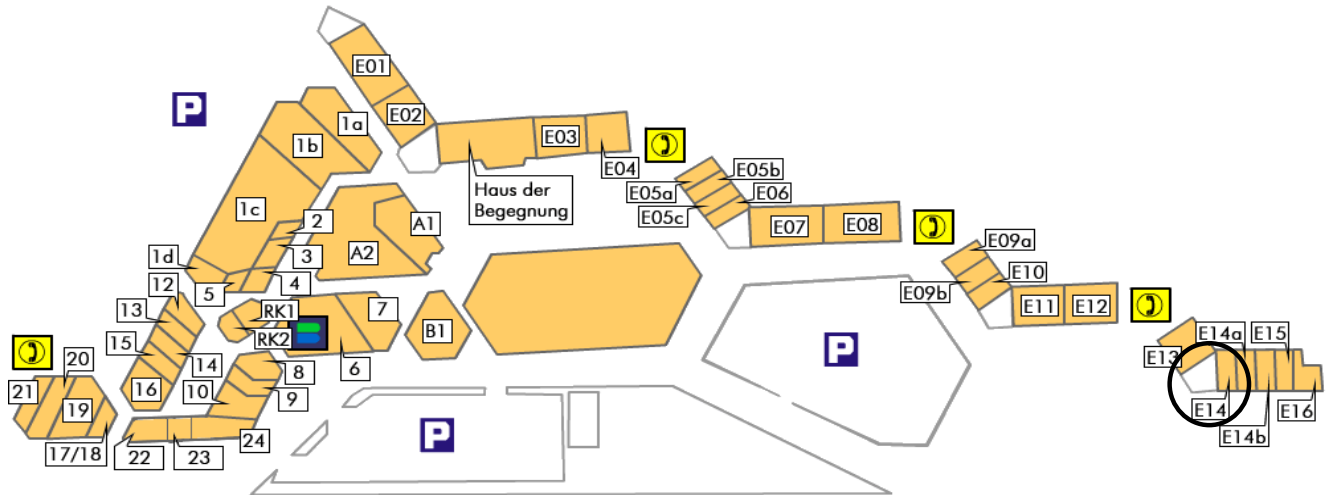 E01
P
E02
1a
1b
E03
E04
E05b
E05a
Haus der
Begegnung
E06
E05c
1c
2
A1
E07
E08
3
A2
E09a
1d
4
E10
12
5
E09b
13
RK1
7
E11
E12
B1
E14a
E15
15
RK2
P
E13
14
6
20
8
21
16
10
9
E14
E16
19
24
P
E14b
17/18
22
23